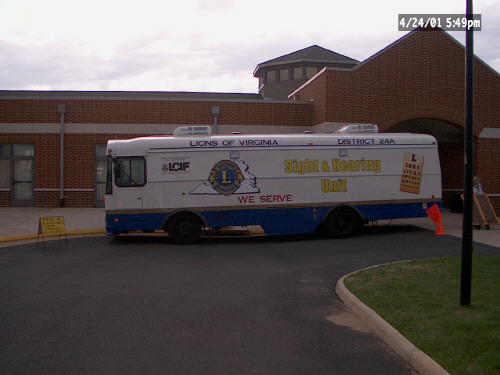 4/24/01 5:49pm
LIONS OF VIRGINIA DISTRICT 24A
LCIF
Sight & Hearing
Unit
L
WE SERVE
L